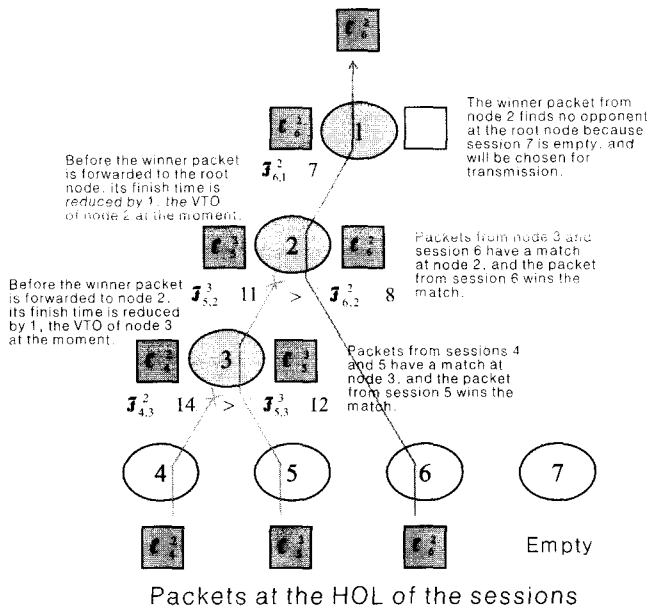 1
The winner packet from
node 2 finds no opponent
at the root node because
session 7 is empty, and
will be chosen for
transmission.
7
Before the winner packet
is forwarded to the root
node, its finish time is
reduced by 1, the VTO
of node 2 at the moment.
2
Packets from node 3 and
session 6 have a match
at node 2, and the packet
from session 6 wins the
match.
11 > 8
Before the winner packet
is forwarded to node 2,
its finish time is reduced
by 1, the VTO of node 3
at the moment.
3
Packets from sessions 4
and 5 have a match at
node 3, and the packet
from session 5 wins the
match.
14 > 12
4 5 6 7
Empty
Packets at the HOL of the sessions